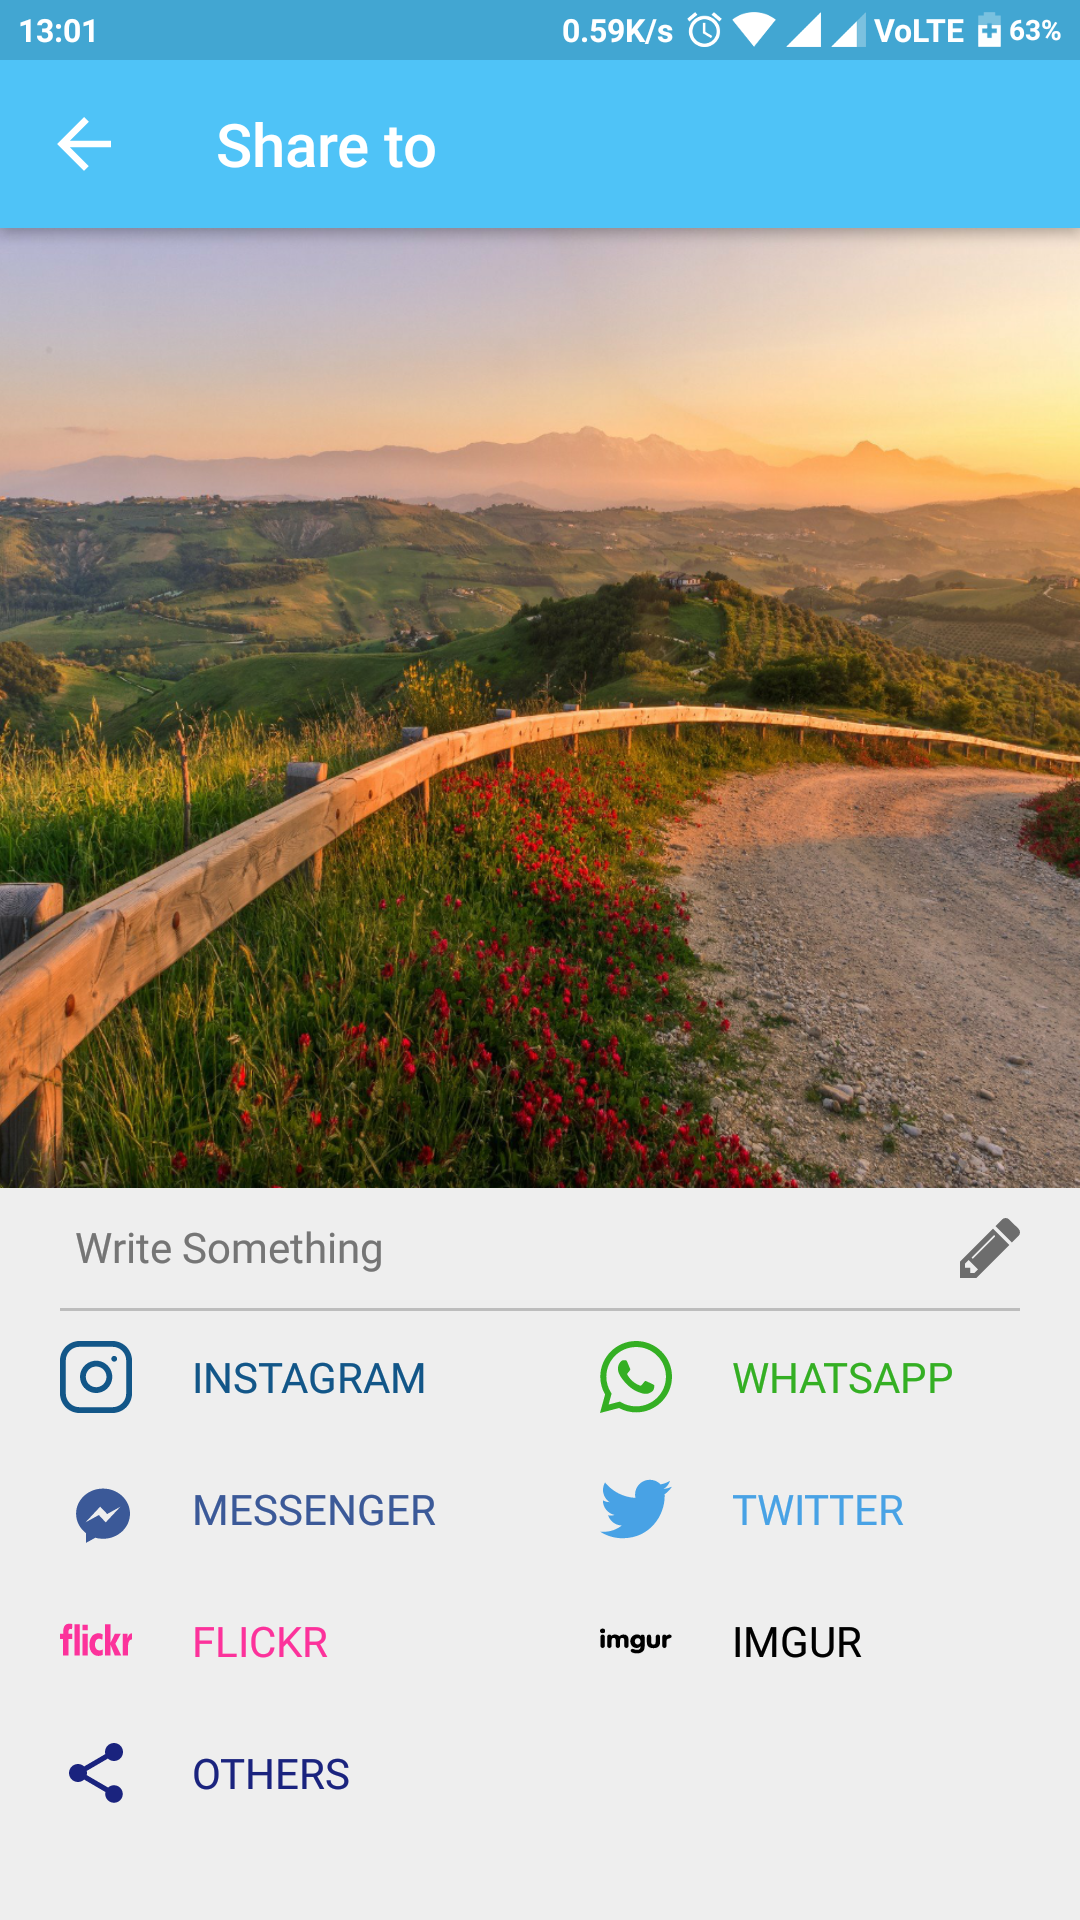 13:01 0.59K/s VoLTE 63%
Share to
Write Something
INSTAGRAM
WHATSAPP
MESSENGER
TWITTER
flickr FLICKR
imgur IMGUR
OTHERS